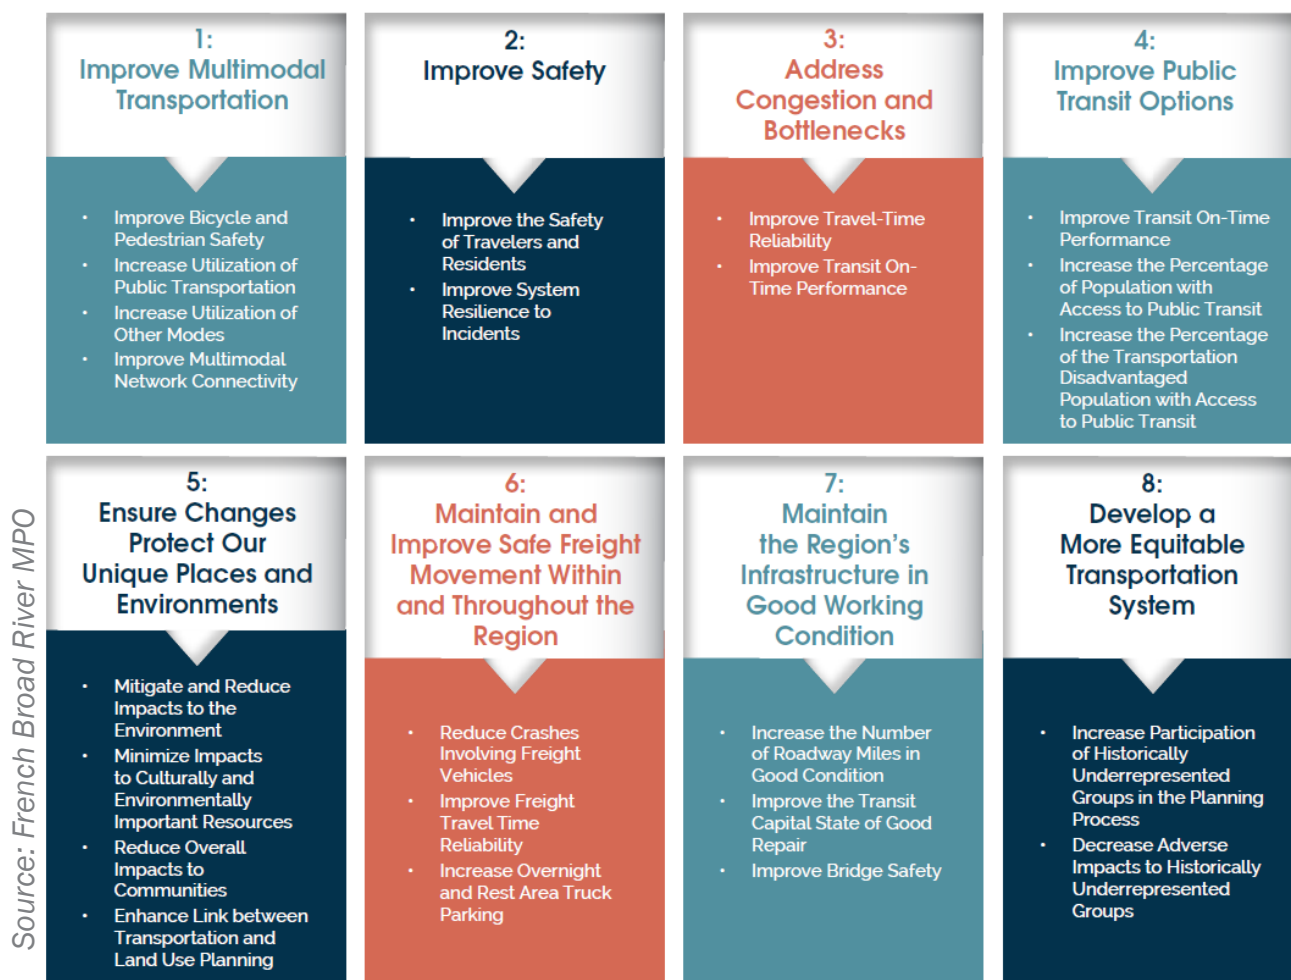 1:
Improve Multimodal
Transportation
• Improve Bicycle and
Pedestrian Safety
• Increase Utilization of
Public Transportation
• Increase Utilization of
Other Modes
• Improve Multimodal
Network Connectivity
2:
Improve Safety
• Improve the Safety
of Travelers and
Residents
• Improve System
Resilience to
Incidents
3:
Address
Congestion and
Bottlenecks
• Improve Travel-Time
Reliability
• Improve Transit On-
Time Performance
4:
Improve Public
Transit Options
• Improve Transit On-Time
Performance
• Increase the Percentage
of Population with
Access to Public Transit
• Increase the Percentage
of the Transportation
Disadvantaged
Population with Access
to Public Transit
5:
Ensure Changes
Protect Our
Unique Places and
Environments
• Mitigate and Reduce
Impacts to the
Environment
• Minimize Impacts
to Culturally and
Environmentally
Important Resources
• Reduce Overall
Impacts to
Communities
• Enhance Link between
Transportation and
Land Use Planning
6:
Maintain and
Improve Safe Freight
Movement Within
and Throughout the
Region
• Reduce Crashes
Involving Freight
Vehicles
• Improve Freight
Travel Time
Reliability
• Increase Overnight
and Rest Area Truck
Parking
7:
Maintain
the Region's
Infrastructure in
Good Working
Condition
• Increase the Number
of Roadway Miles in
Good Condition
• Improve the Transit
Capital State of Good
Repair
• Improve Bridge Safety
8:
Develop a
More Equitable
Transportation
System
• Increase Participation
of Historically
Underrepresented
Groups in the Planning
Process
• Decrease Adverse
Impacts to Historically
Underrepresented
Groups
Source: French Broad River MPO